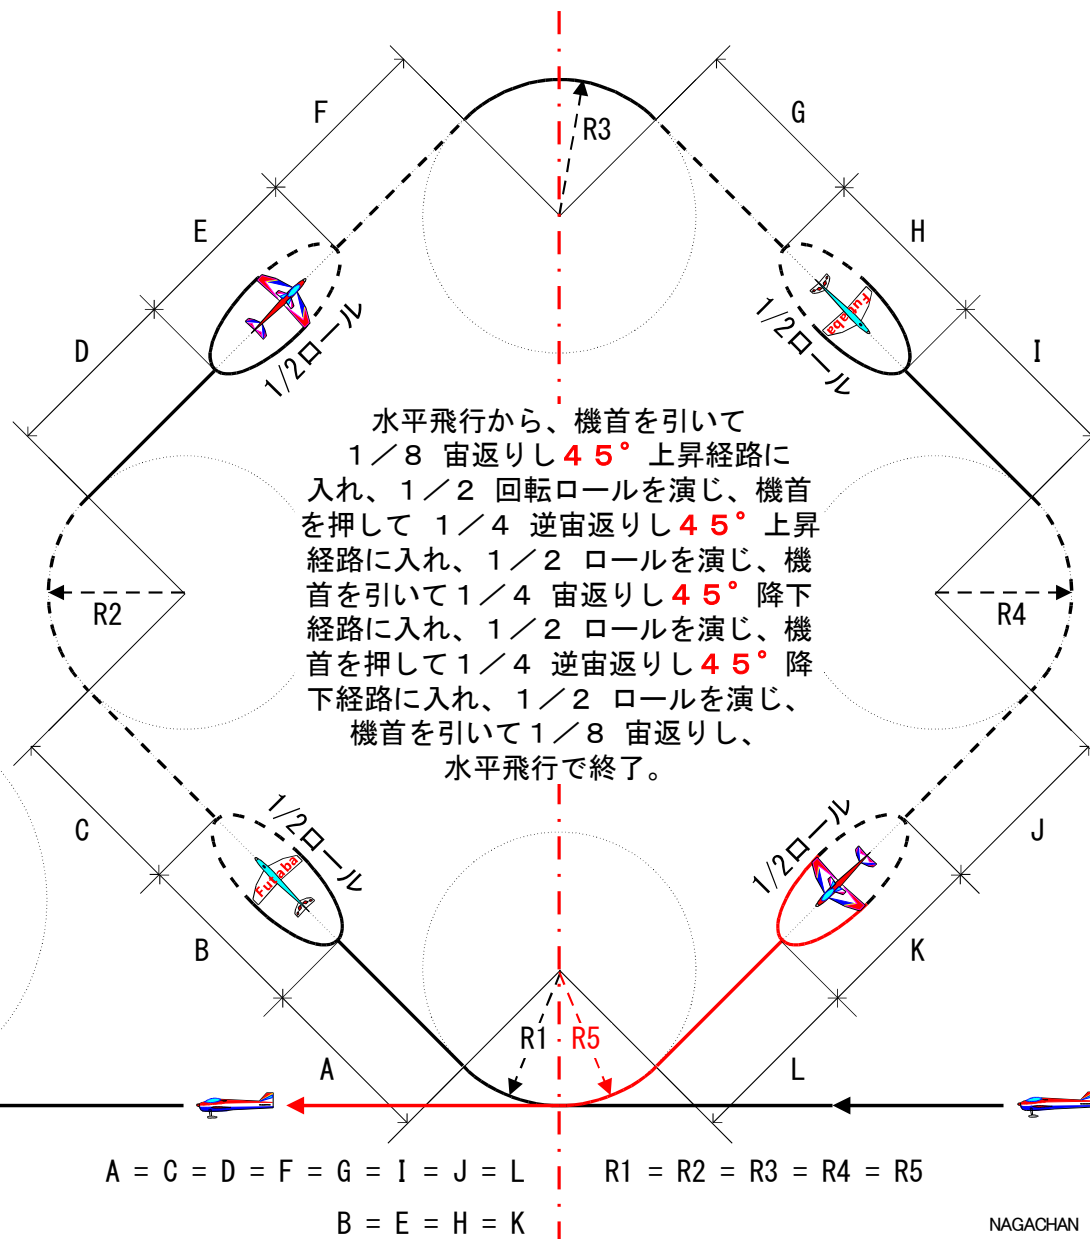 F
G
R3
E
H
1/2ロール
Futaba
1/2ロール
D
I
水平飛行から、機首を引いて
1／8 宙返りし45°上昇経路に
入れ、1／2 回転ロールを演じ、機首
を押して 1／4 逆宙返りし45°上昇
経路に入れ、1／2 ロールを演じ、機
首を引いて1／4 宙返りし45°降下
経路に入れ、1／2 ロールを演じ、機
首を押して1／4 逆宙返りし45°降
下経路に入れ、1／2 ロールを演じ、
機首を引いて1／8 宙返りし、
水平飛行で終了。
R2
R4
C
1/2ロール
Futaba
1/2ロール
J
B
K
R1
R5
A
L
A = C = D = F = G = I = J = L
R1 = R2 = R3 = R4 = R5
B = E = H = K
NAGACHAN